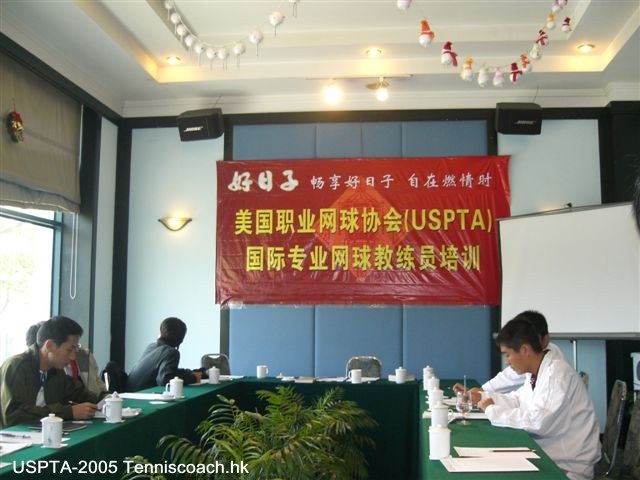 好日子 畅享好日子 自在燃情时
美国职业网球协会(USPTA)
国际专业网球教练员培训
USPTA-2005 Tenniscoach.hk